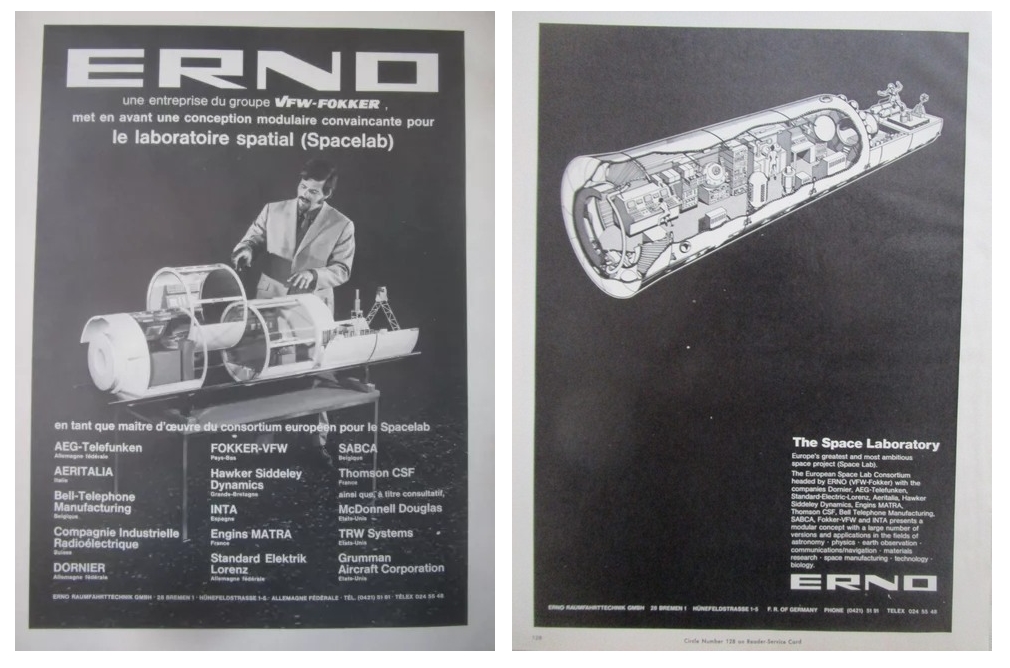 ERNO
une entreprise du groupe VFW-FOKKER,
met en avant une conception modulaire convaincante pour
le laboratoire spatial (Spacelab)
en tant que maître d'œuvre du consortium européen pour le Spacelab
AEG-Telefunken
Allemagne fédérale
AERITALIA
Italie
Bell-Telephone
Manufacturing
Belgique
Compagnie Industrielle
Radioélectrique
Suisse
DORNIER
Allemagne fédérale
FOKKER-VFW
Pays-Bas
Hawker Siddeley
Dynamics
Grande-Bretagne
INTA
Espagne
Engins MATRA
France
Standard Elektrik
Lorenz
Allemagne fédérale
SABCA
Belgique
Thomson CSF
France
ainsi que, à titre consultatif,
McDonnell Douglas
Etats-Unis
TRW Systems
Etats-Unis
Grumman
Aircraft Corporation
Etats-Unis
ERNO RAUMFAHRTTECHNIK GMBH · 28 BREMEN 1 · HÜNEFELDSTRASSE 1-5 · ALLEMAGNE FÉDÉRALE · TÉL. (0421) 51 91 · TÉLEX 024 55 48
The Space Laboratory
Europe's greatest and most ambitious
space project (Space Lab).
The European Space Lab Consortium
headed by ERNO (VFW-Fokker) with the
companies Dornier, AEG-Telefunken,
Standard-Electric-Lorenz, Aeritalia, Hawker
Siddeley Dynamics, Engins MATRA,
Thomson CSF, Bell Telephone Manufacturing,
SABCA, Fokker-VFW and INTA presents a
modular concept with a large number of
versions and applications in the fields of
astronomy · physics · earth observation ·
communications/navigation · materials
research · space manufacturing · technology ·
biology.
ERNO
ERNO RAUMFAHRTTECHNIK GMBH 28 BREMEN 1 HÜNEFELDSTRASSE 1-5 F. R. OF GERMANY PHONE (0421) 51 91 TELEX 024 55 48
128
Circle Number 128 on Reader-Service Card